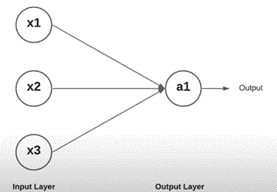 x1
x2
a1
Output
x3
Input Layer
Output Layer